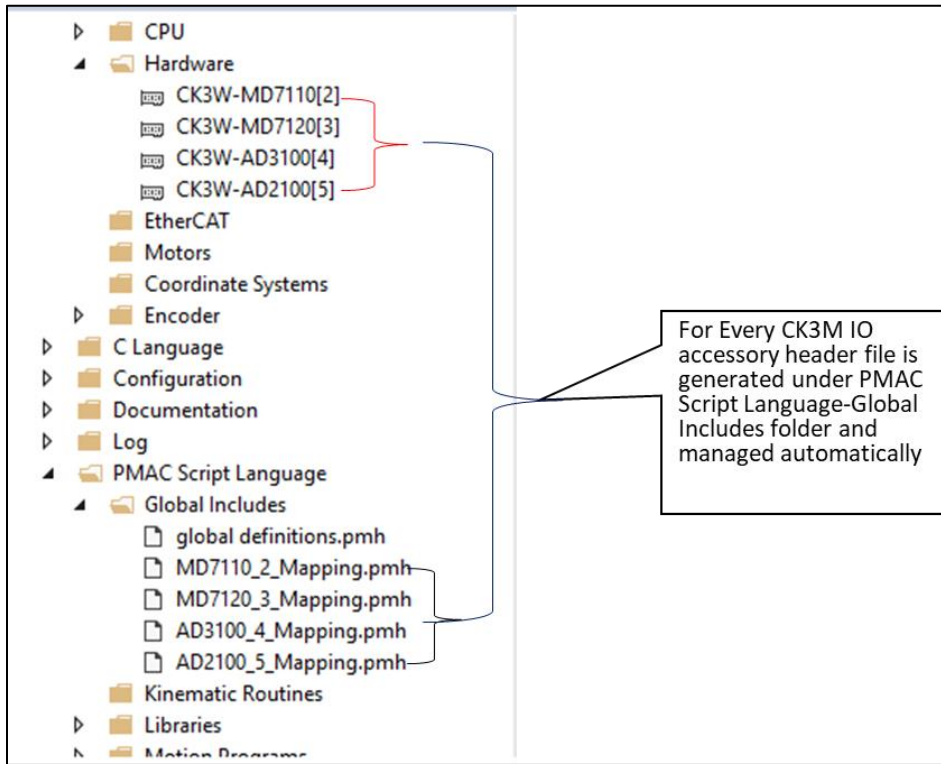 CPU
Hardware
CK3W-MD7110[2]
CK3W-MD7120[3]
CK3W-AD3100[4]
CK3W-AD2100[5]
EtherCAT
Motors
Coordinate Systems
Encoder
C Language
Configuration
Documentation
Log
PMAC Script Language
Global Includes
global definitions.pmh
MD7110_2_Mapping.pmh
MD7120_3_Mapping.pmh
AD3100_4_Mapping.pmh
AD2100_5_Mapping.pmh
Kinematic Routines
Libraries
Motion Programs
For Every CK3M IO
accessory header file is
generated under PMAC
Script Language-Global
Includes folder and
managed automatically